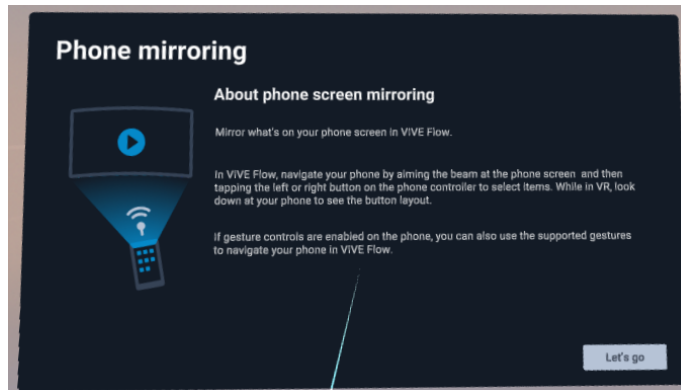 Phone mirroring
About phone screen mirroring
Mirror what's on your phone screen in VIVE Flow.
In VIVE Flow, navigate your phone by aiming the beam at the phone screen and then
tapping the left or right button on the phone controller to select items. While in VR, look
down at your phone to see the button layout.
If gesture controls are enabled on the phone, you can also use the supported gestures
to navigate your phone in VIVE Flow.
Let's go